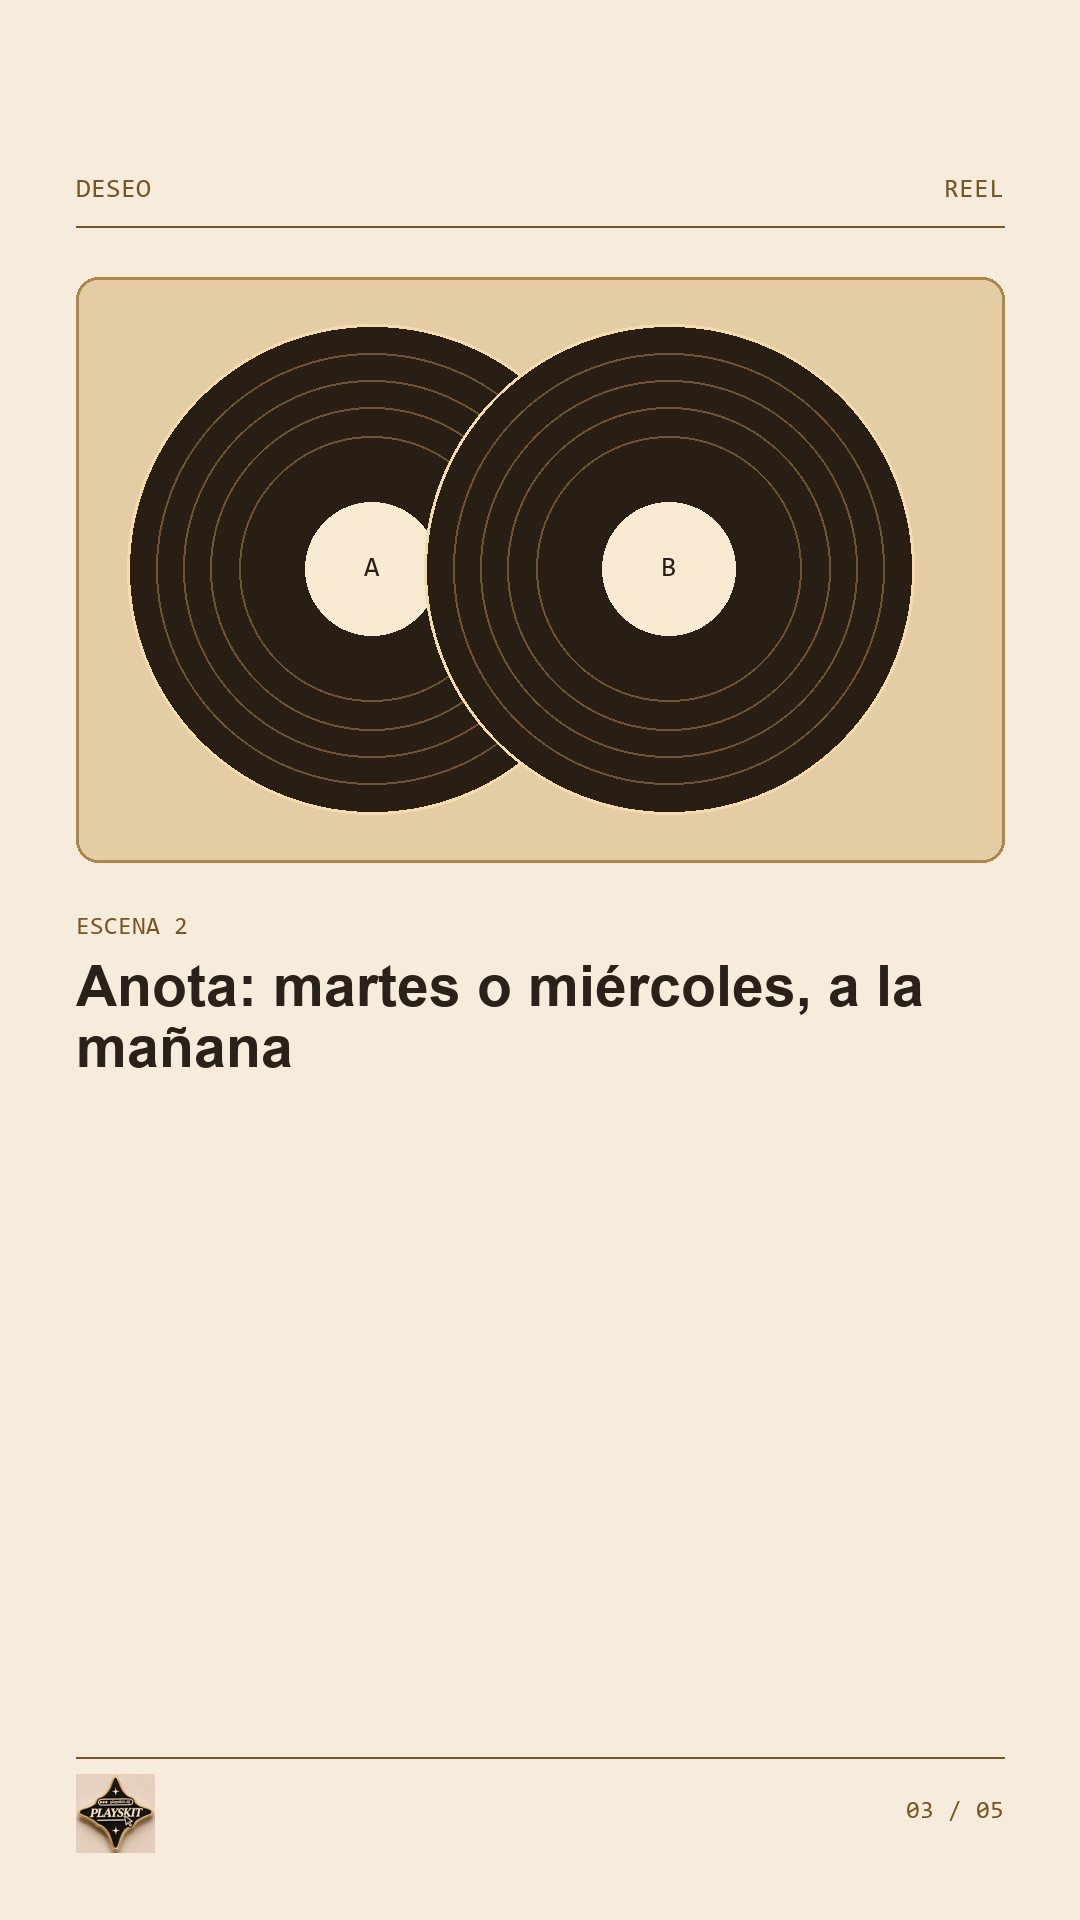 DESEO
REEL
A
B
ESCENA 2
Anota: martes o miércoles, a la
mañana
PLAYSKIT
03 / 05